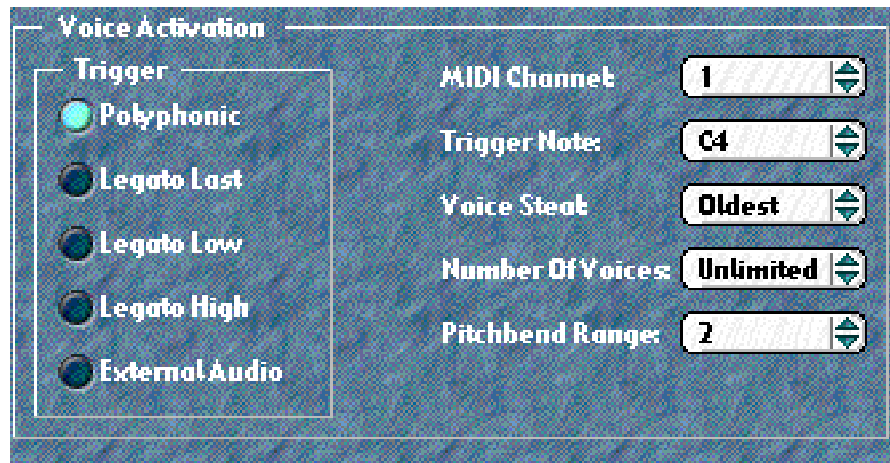 Voice Activation
Trigger
Polyphonic
Legato Last
Legato Low
Legato High
External Audio
MIDI Channel: 1
Trigger Note: C4
Voice Steal: Oldest
Number Of Voices: Unlimited
Pitchbend Range: 2